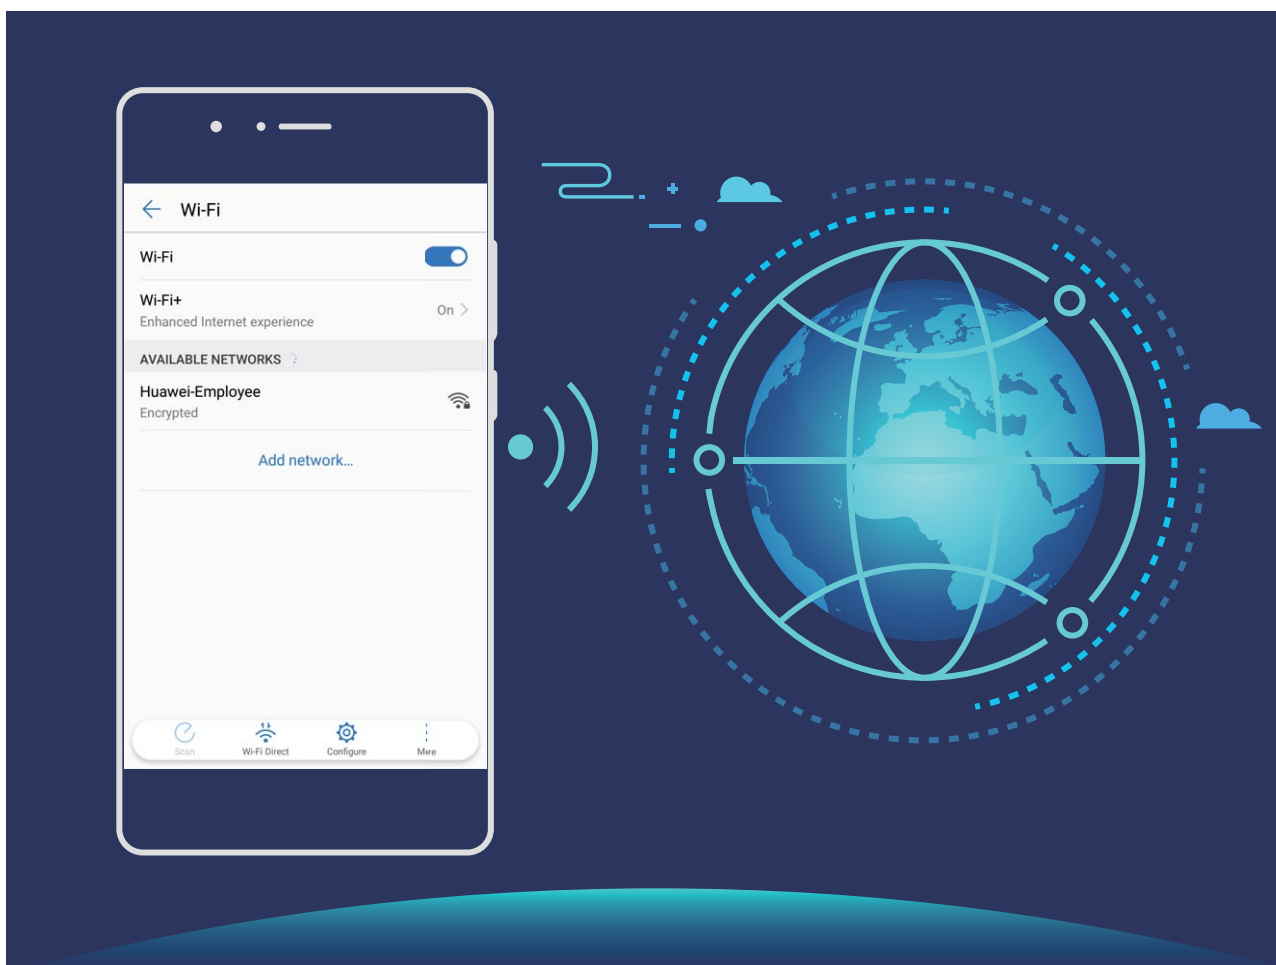 Wi-Fi
Wi-Fi
Wi-Fi+
On
Enhanced Internet experience
AVAILABLE NETWORKS
Huawei-Employee
Encrypted
Add network...
Scan
Wi-Fi Direct
Configure
More